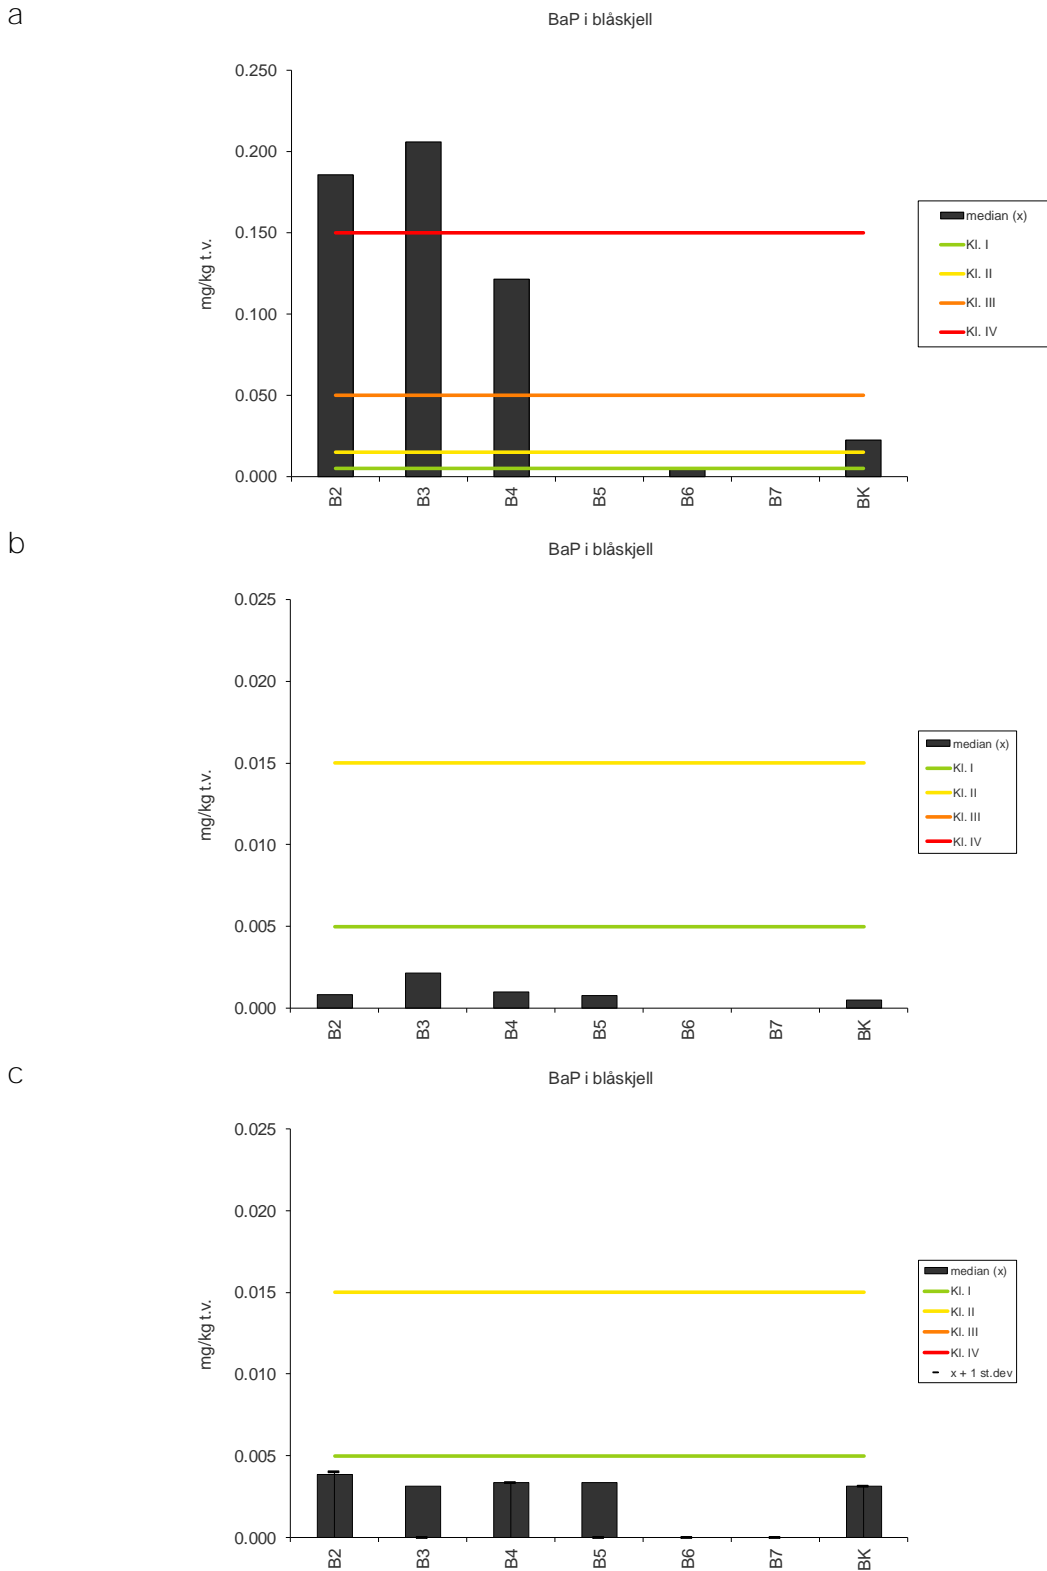 a
BaP i blåskjell
0.250
0.200
0.150
0.100
0.050
0.000
mg/kg t.v.
B2 B3 B4 B5 B6 B7 BK
median (x)
Kl. I
Kl. II
Kl. III
Kl. IV
b
BaP i blåskjell
0.025
0.020
0.015
0.010
0.005
0.000
mg/kg t.v.
B2 B3 B4 B5 B6 B7 BK
median (x)
Kl. I
Kl. II
Kl. III
Kl. IV
c
BaP i blåskjell
0.025
0.020
0.015
0.010
0.005
0.000
mg/kg t.v.
B2 B3 B4 B5 B6 B7 BK
median (x)
Kl. I
Kl. II
Kl. III
Kl. IV
x + 1 st.dev